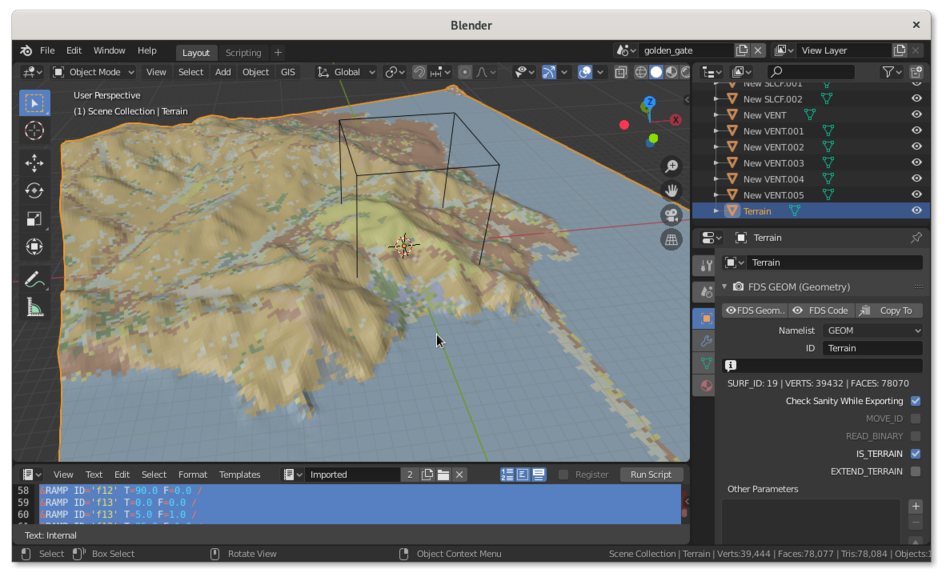 Blender
File Edit Window Help Layout Scripting + golden_gate View Layer
Object Mode View Select Add Object GIS Global
User Perspective
(1) Scene Collection | Terrain
Z
X
New SLCF.001
New SLCF.002
New VENT
New VENT.001
New VENT.002
New VENT.003
New VENT.004
New VENT.005
Terrain
Terrain
Terrain
FDS GEOM (Geometry)
FDS Geom.. FDS Code Copy To
Namelist GEOM
ID Terrain
SURF_ID: 19 | VERTS: 39432 | FACES: 78070
Check Sanity While Exporting
MOVE_ID
READ_BINARY
IS_TERRAIN
EXTEND_TERRAIN
Other Parameters
View Text Edit Select Format Templates Imported 2 Register Run Script
58 &RAMP ID='f12' T=90.0 F=0.0 /
59 &RAMP ID='f13' T=0.0 F=0.0 /
60 &RAMP ID='f13' T=5.0 F=1.0 /
Text: Internal
Select Box Select Rotate View Object Context Menu Scene Collection | Terrain | Verts:39,444 | Faces:78,077 | Tris:78,084 | Objects: